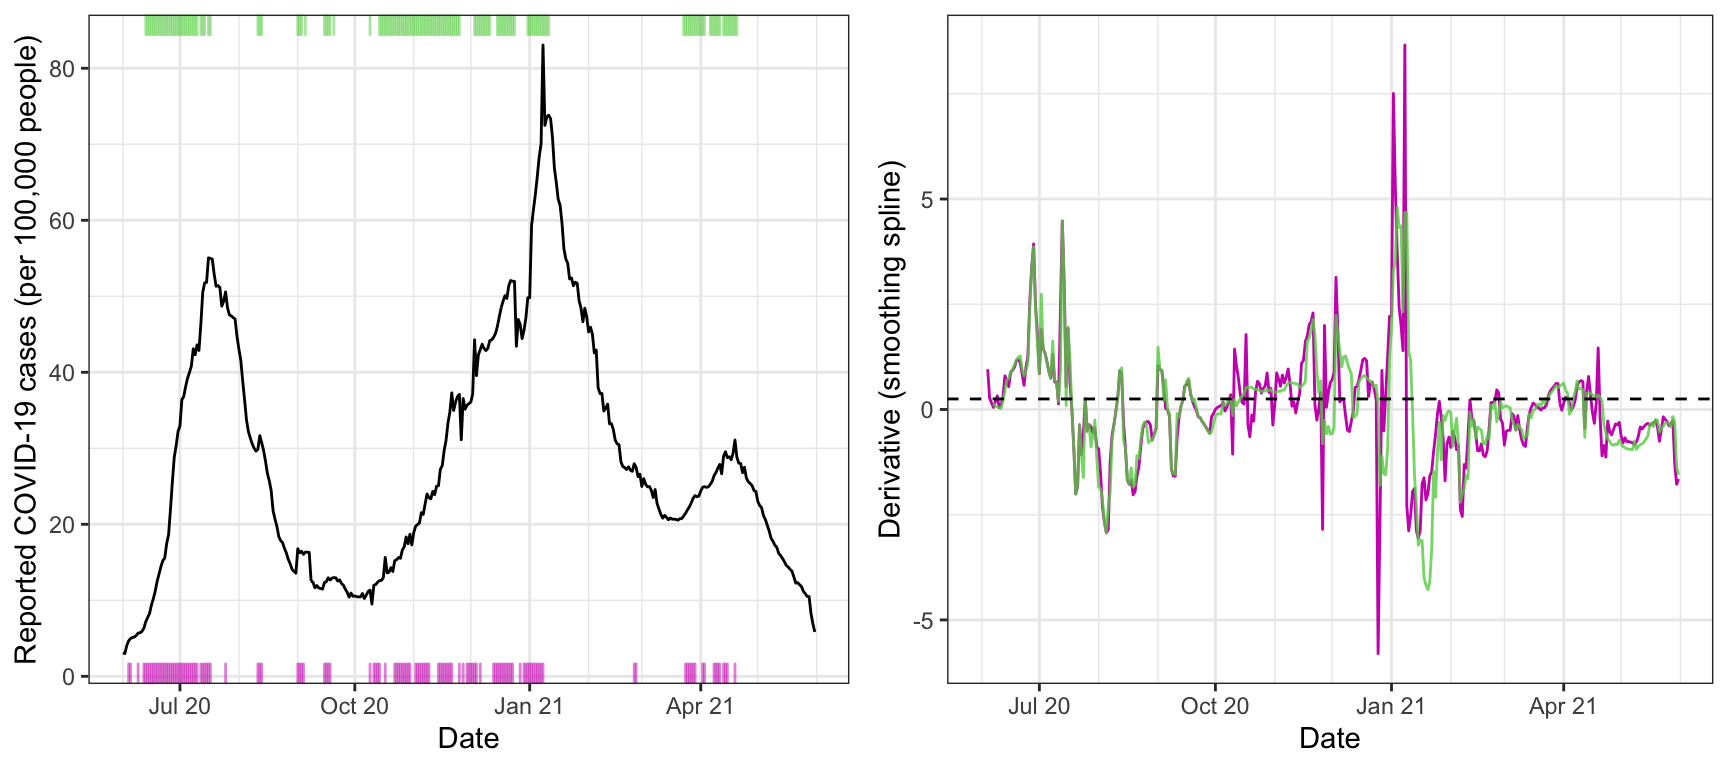 Reported COVID-19 cases (per 100,000 people)
80
60
40
20
0
Jul 20
Oct 20
Jan 21
Apr 21
Date
Derivative (smoothing spline)
5
0
-5
Jul 20
Oct 20
Jan 21
Apr 21
Date